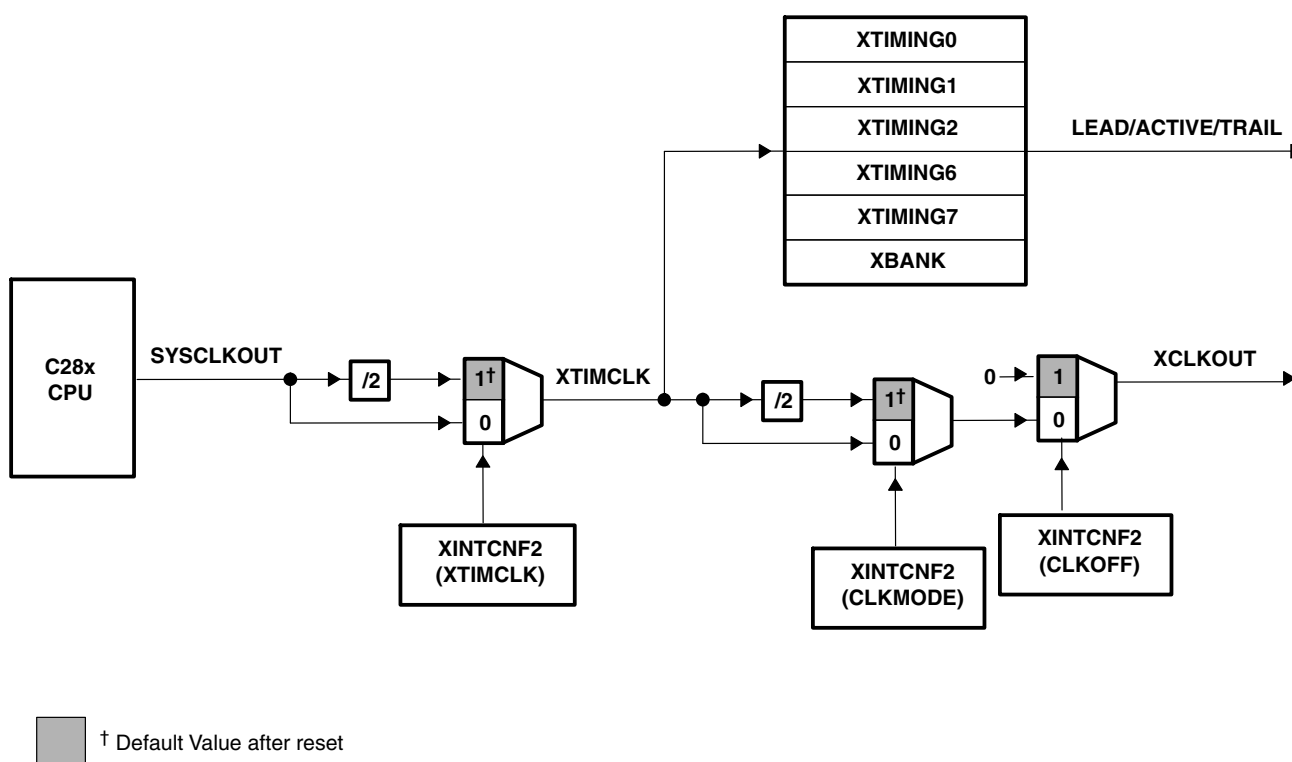 XTIMING0
XTIMING1
XTIMING2
LEAD/ACTIVE/TRAIL
XTIMING6
XTIMING7
XBANK
C28x
CPU
SYSCLKOUT
/2
1†
0
XTIMCLK
/2
1†
0
0
1
0
XCLKOUT
XINTCNF2
(XTIMCLK)
XINTCNF2
(CLKMODE)
XINTCNF2
(CLKOFF)
† Default Value after reset